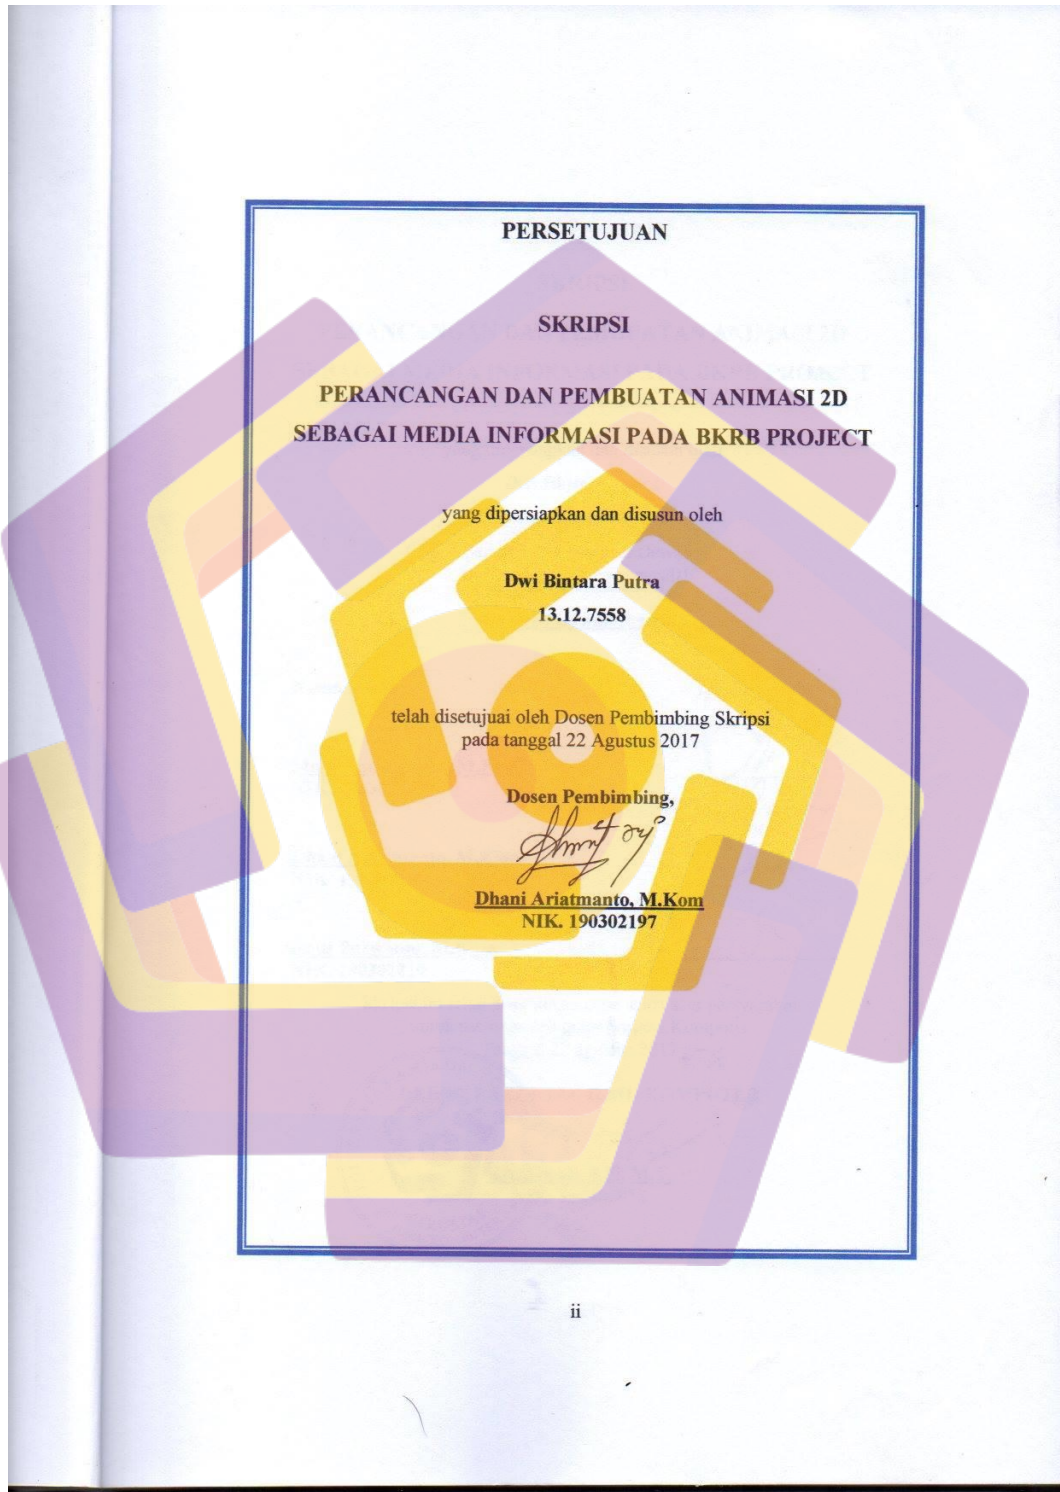 PERSETUJUAN
SKRIPSI
PERANCANGAN DAN PEMBUATAN ANIMASI 2D
SEBAGAI MEDIA INFORMASI PADA BKRB PROJECT
yang dipersiapkan dan disusun oleh
Dwi Bintara Putra
13.12.7558
telah disetujuai oleh Dosen Pembimbing Skripsi
pada tanggal 22 Agustus 2017
Dosen Pembimbing,
Dhani Ariatmanto, M.Kom
NIK. 190302197
ii